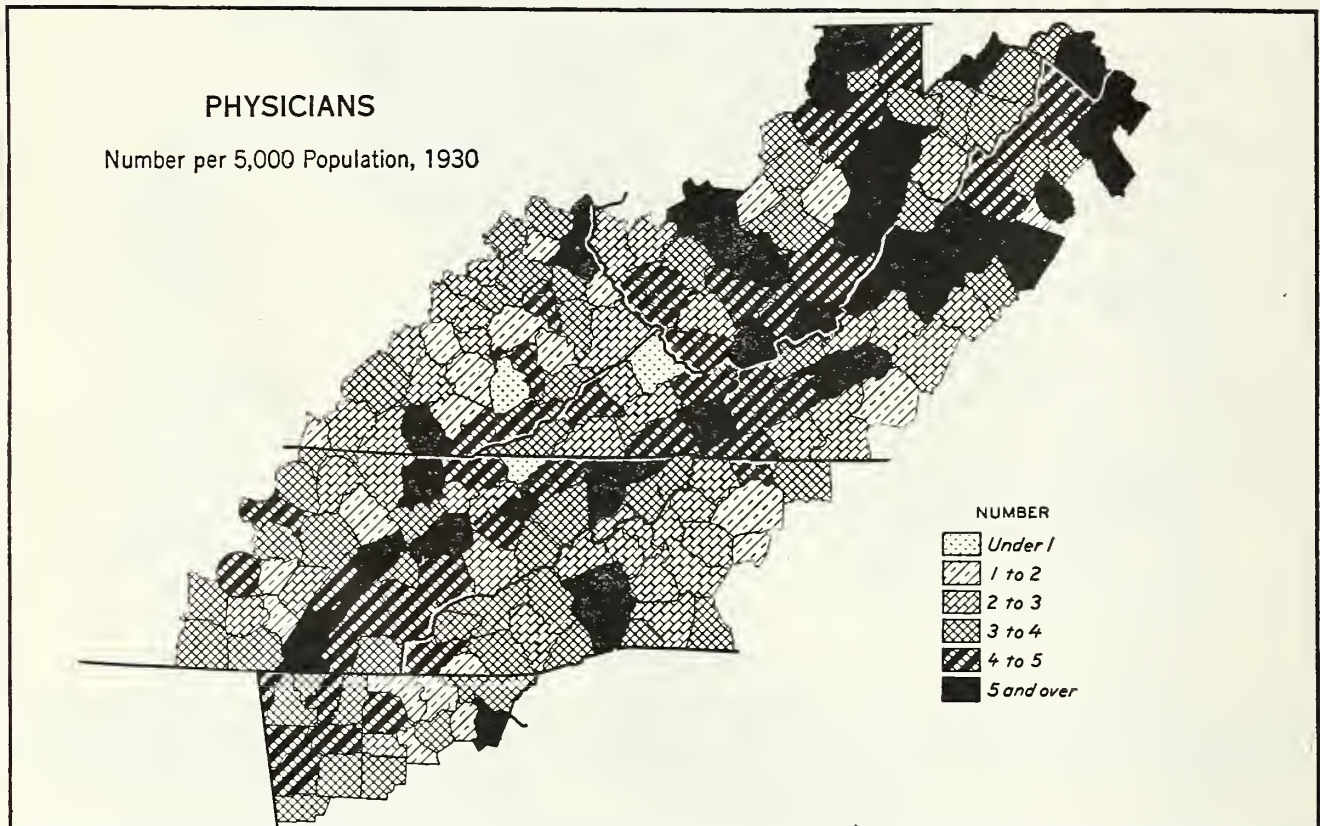 PHYSICIANS
Number per 5,000 Population, 1930
NUMBER
Under 1
1 to 2
2 to 3
3 to 4
4 to 5
5 and over